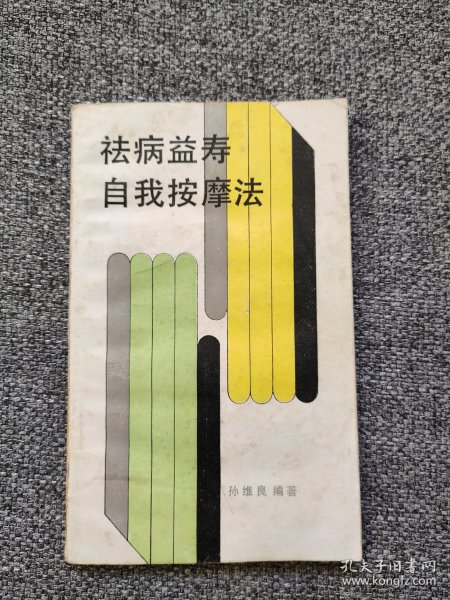 祛病益寿
自我按摩法
孙维良 编著
孔夫子旧书网
www.kongfz.com